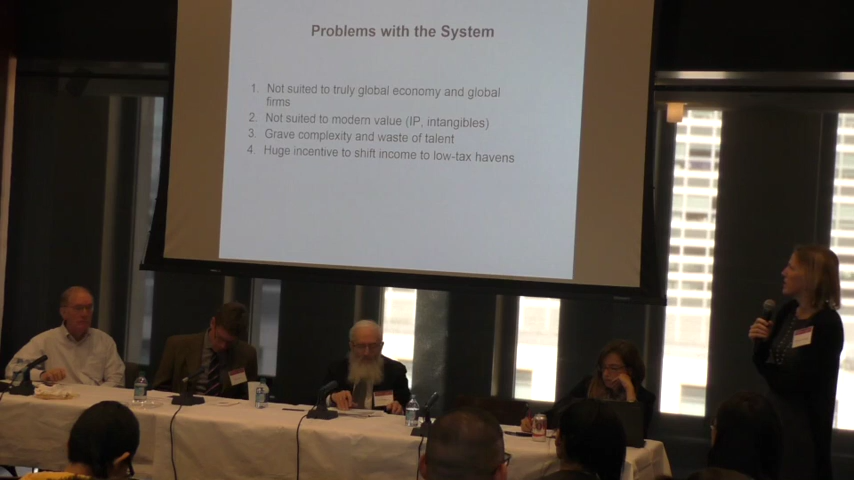 Problems with the System
1. Not suited to truly global economy and global
firms
2. Not suited to modern value (IP, intangibles)
3. Grave complexity and waste of talent
4. Huge incentive to shift income to low-tax havens